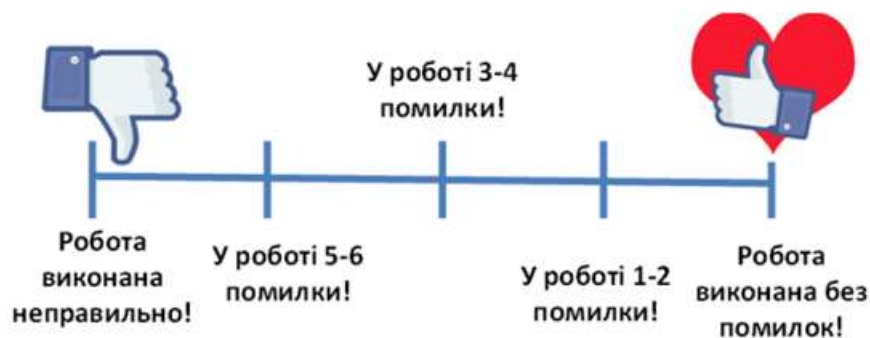 У роботі 3-4
помилки!
Робота
виконана
неправильно!
У роботі 5-6
помилки!
У роботі 1-2
помилки!
Робота
виконана без
помилок!